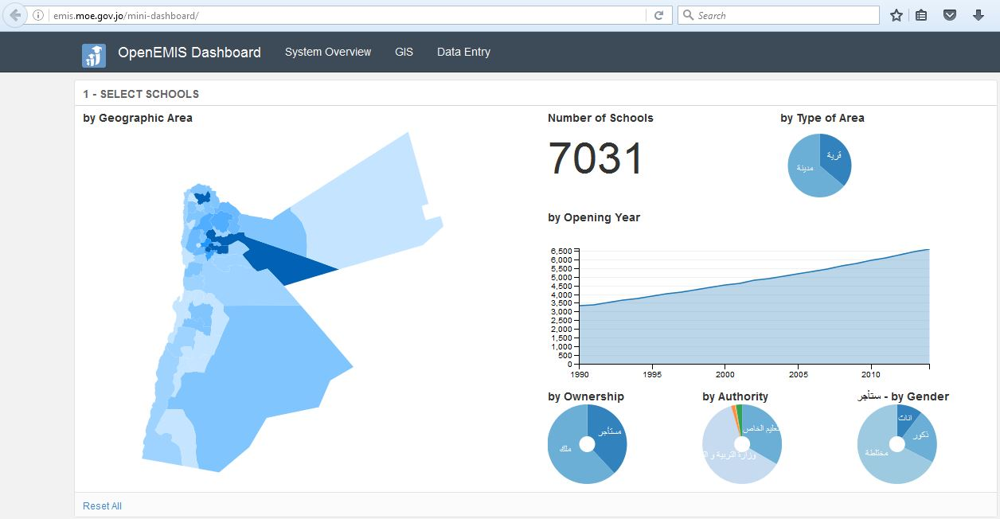 emis.moe.gov.jo/mini-dashboard/
Search
OpenEMIS Dashboard
System Overview
GIS
Data Entry
1 - SELECT SCHOOLS
by Geographic Area
Number of Schools
by Type of Area
7031
قرية
مدينة
by Opening Year
6,500
6,000
5,500
5,000
4,500
4,000
3,500
3,000
2,500
2,000
1,500
1,000
500
0
1990
1995
2000
2005
2010
by Ownership
by Authority
ستأجر - by Gender
مستأجر
ملك
تعليم الخاص
وزارة التربية و
اناث
ذكور
مختلطة
Reset All